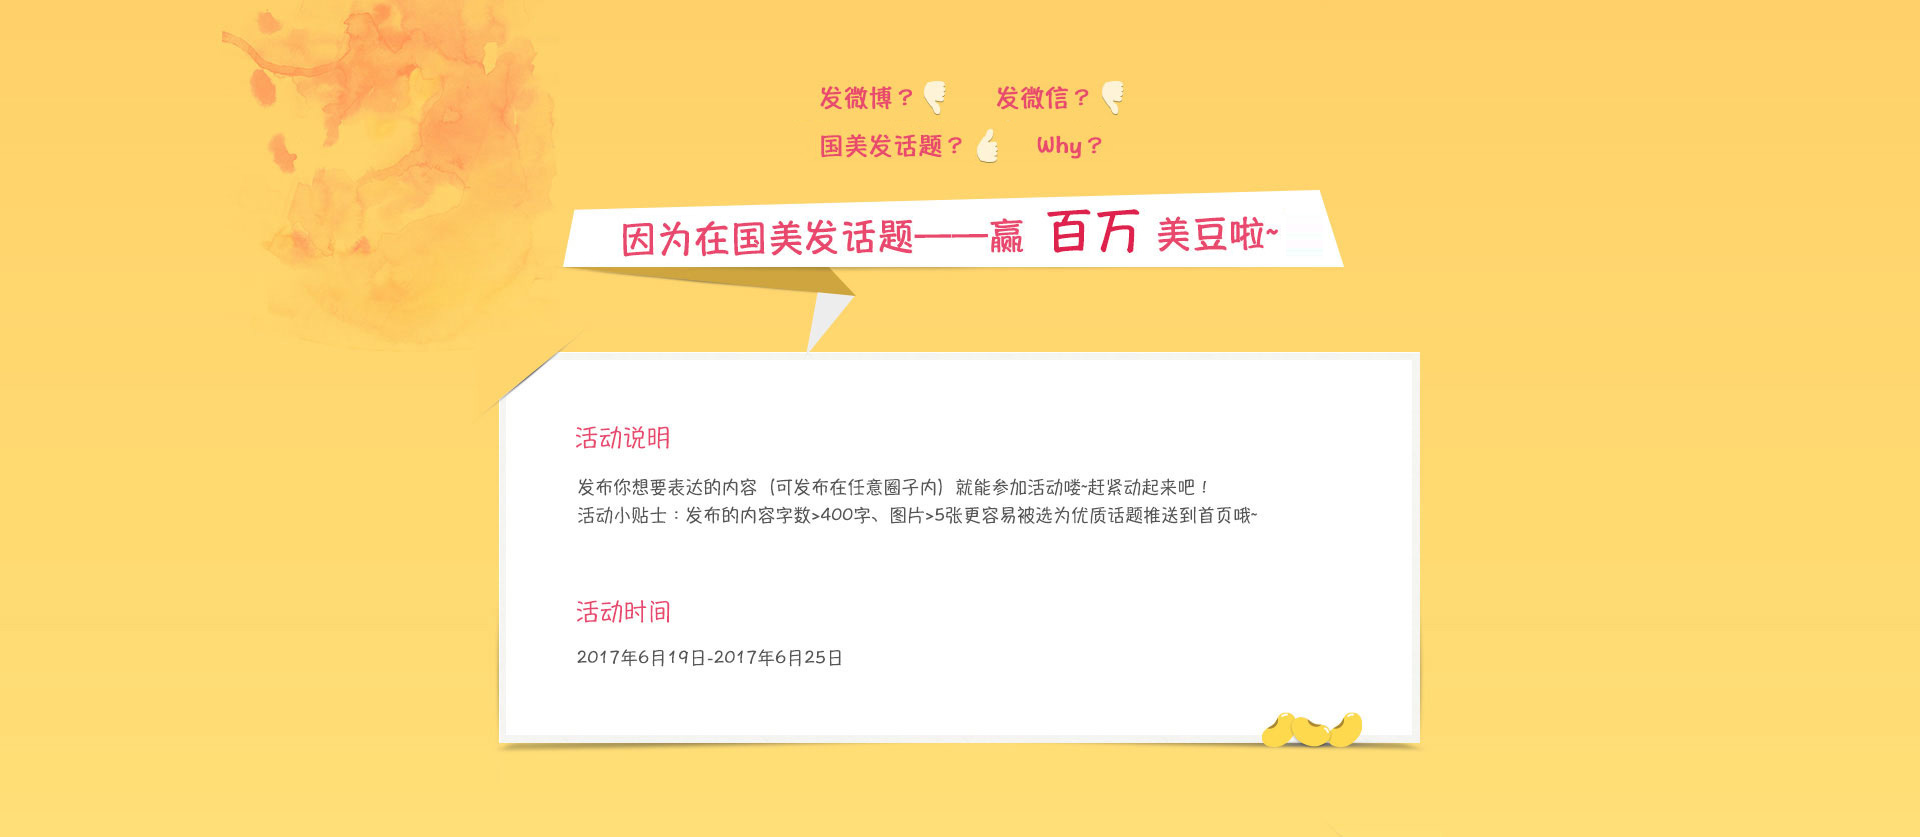 发微博？ 发微信？
国美发话题？ Why？
因为在国美发话题——赢 百万 美豆啦~
活动说明
发布你想要表达的内容（可发布在任意圈子内）就能参加活动喽~赶紧动起来吧！
活动小贴士：发布的内容字数>400字、图片>5张更容易被选为优质话题推送到首页哦~
活动时间
2017年6月19日-2017年6月25日